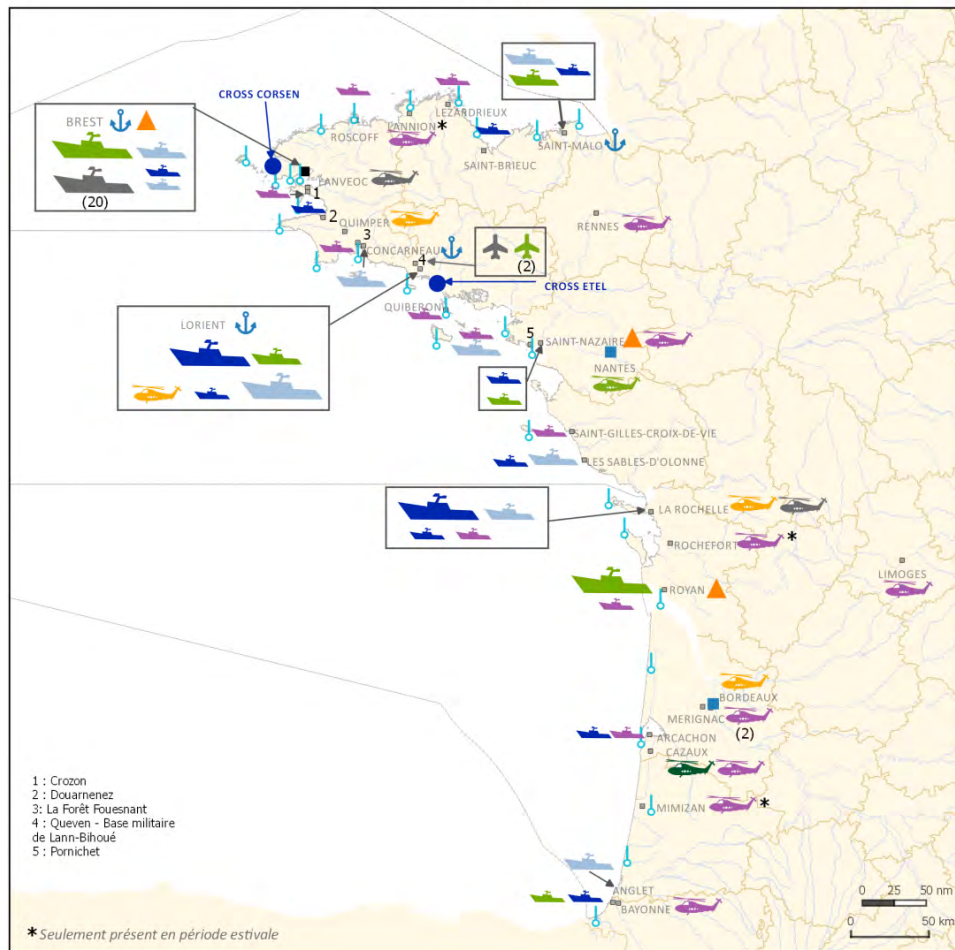 CROSS CORSEN
LEZARDRIEUX
LANNION *
ROSCOFF
SAINT-MALO
SAINT-BRIEUC
BREST
(20)
LANVEOC
1
2
QUIMPER
3
CONCARNEAU
4
(2)
RENNES
CROSS ETEL
QUIBERON
LORIENT
5
SAINT-NAZAIRE
NANTES
SAINT-GILLES-CROIX-DE-VIE
LES SABLES-D'OLONNE
LA ROCHELLE
ROCHEFORT
*
LIMOGES
ROYAN
BORDEAUX
MERIGNAC
(2)
ARCACHON
CAZAUX
MIMIZAN
*
1 : Crozon
2 : Douarnenez
3: La Forêt Fouesnant
4 : Queven - Base militaire
de Lann-Bihoué
5 : Pornichet
ANGLET
BAYONNE
0 25 50 nm
0 50 km
* Seulement présent en période estivale